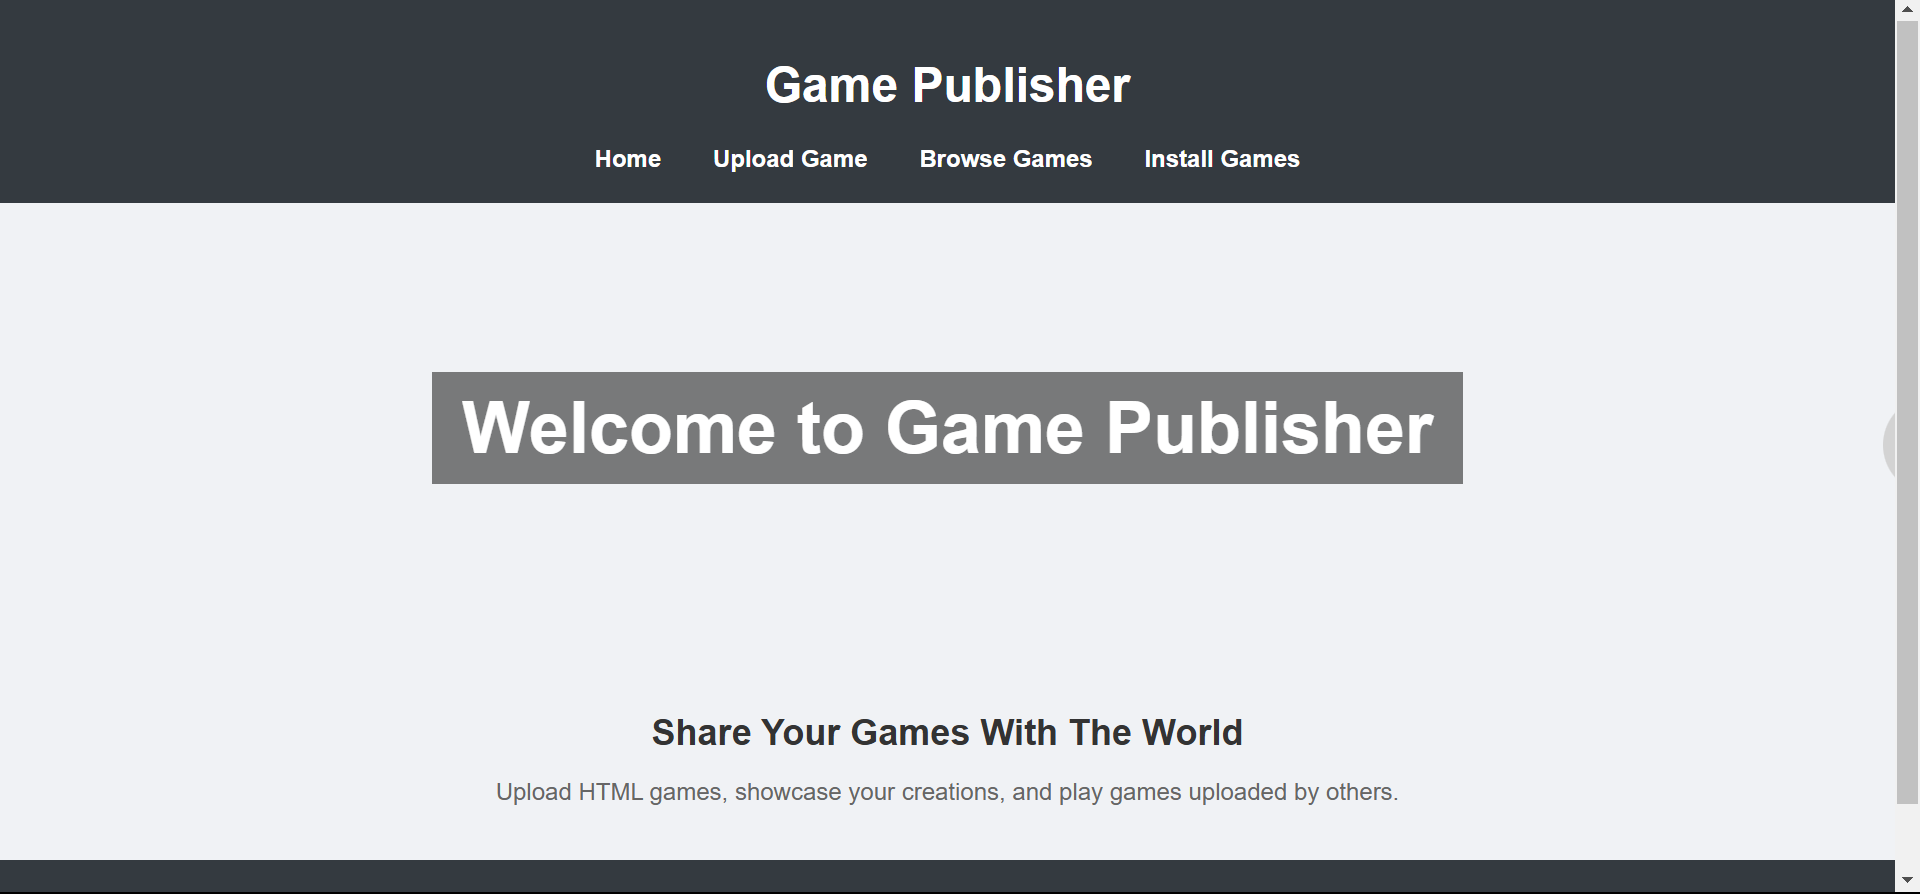 Game Publisher
Home Upload Game Browse Games Install Games
Welcome to Game Publisher
Share Your Games With The World
Upload HTML games, showcase your creations, and play games uploaded by others.